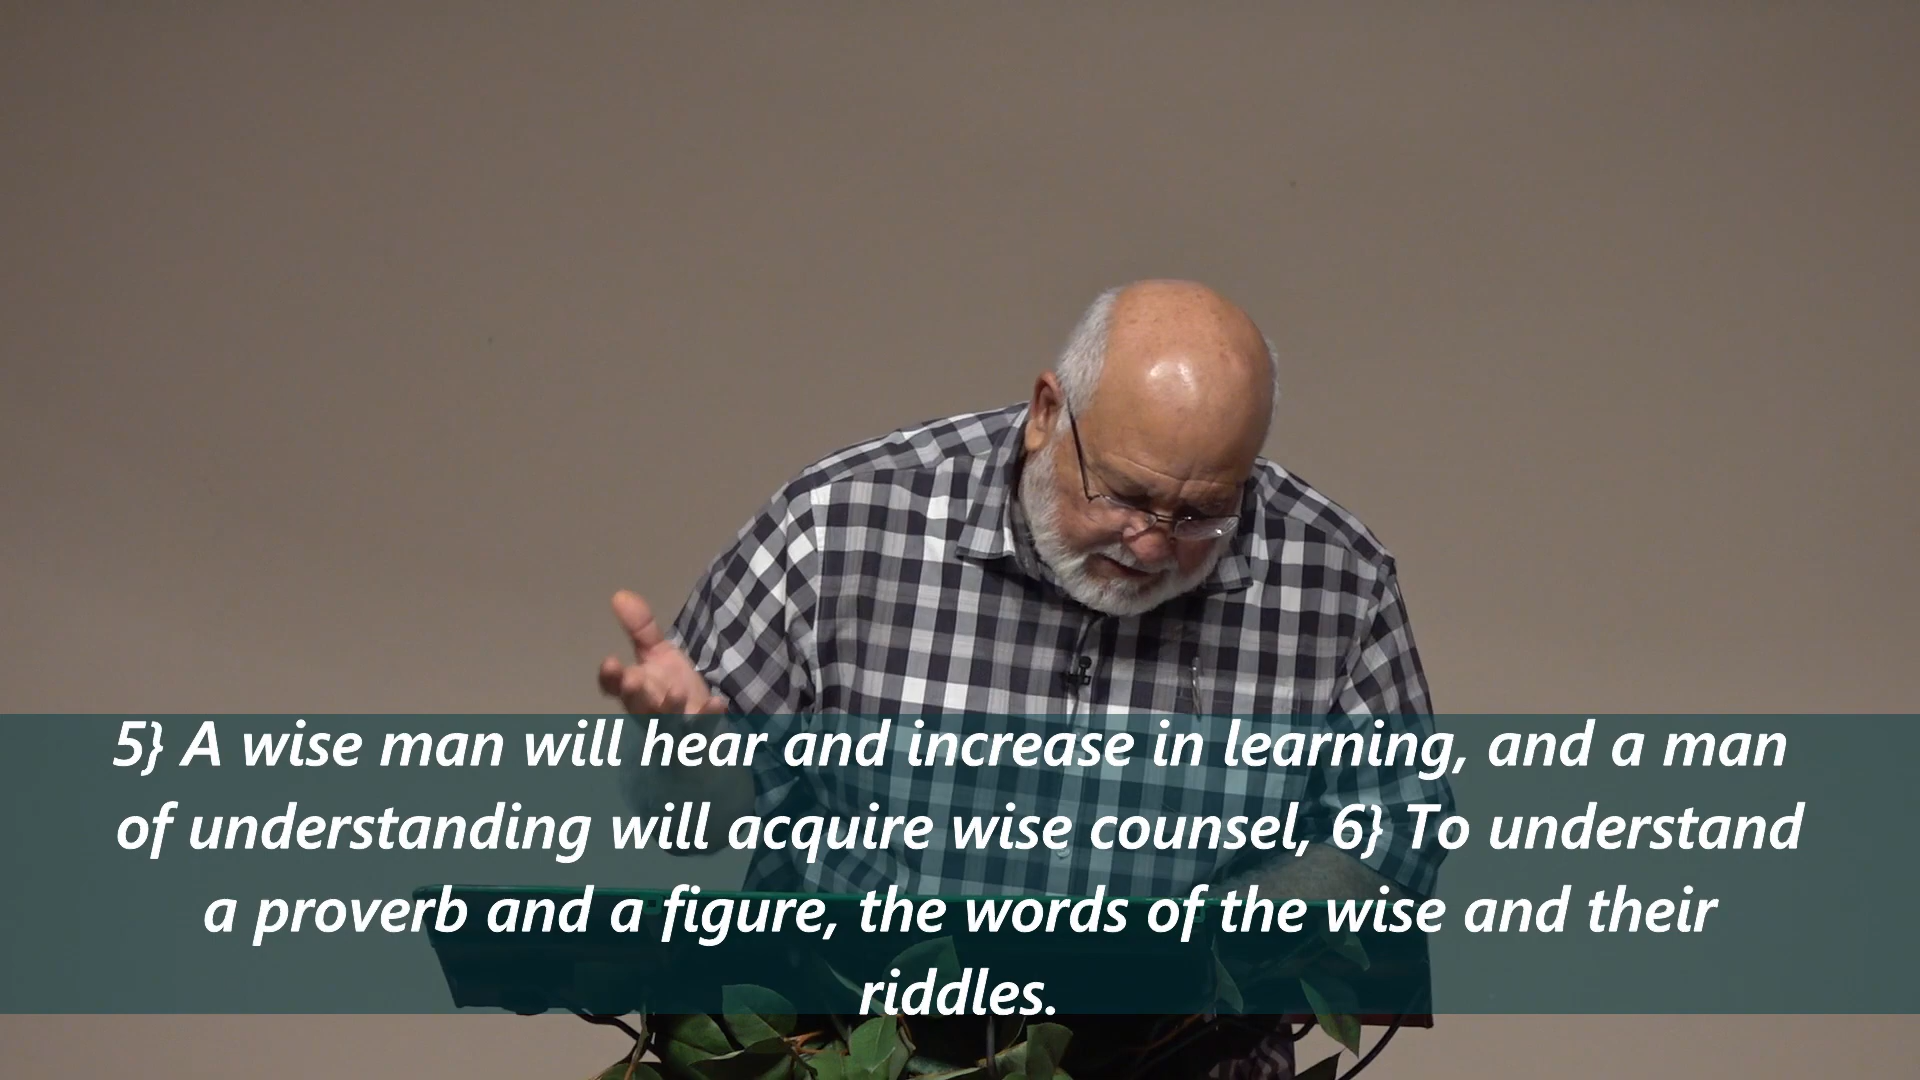 5} A wise man will hear and increase in learning, and a man
of understanding will acquire wise counsel, 6} To understand
a proverb and a figure, the words of the wise and their
riddles.